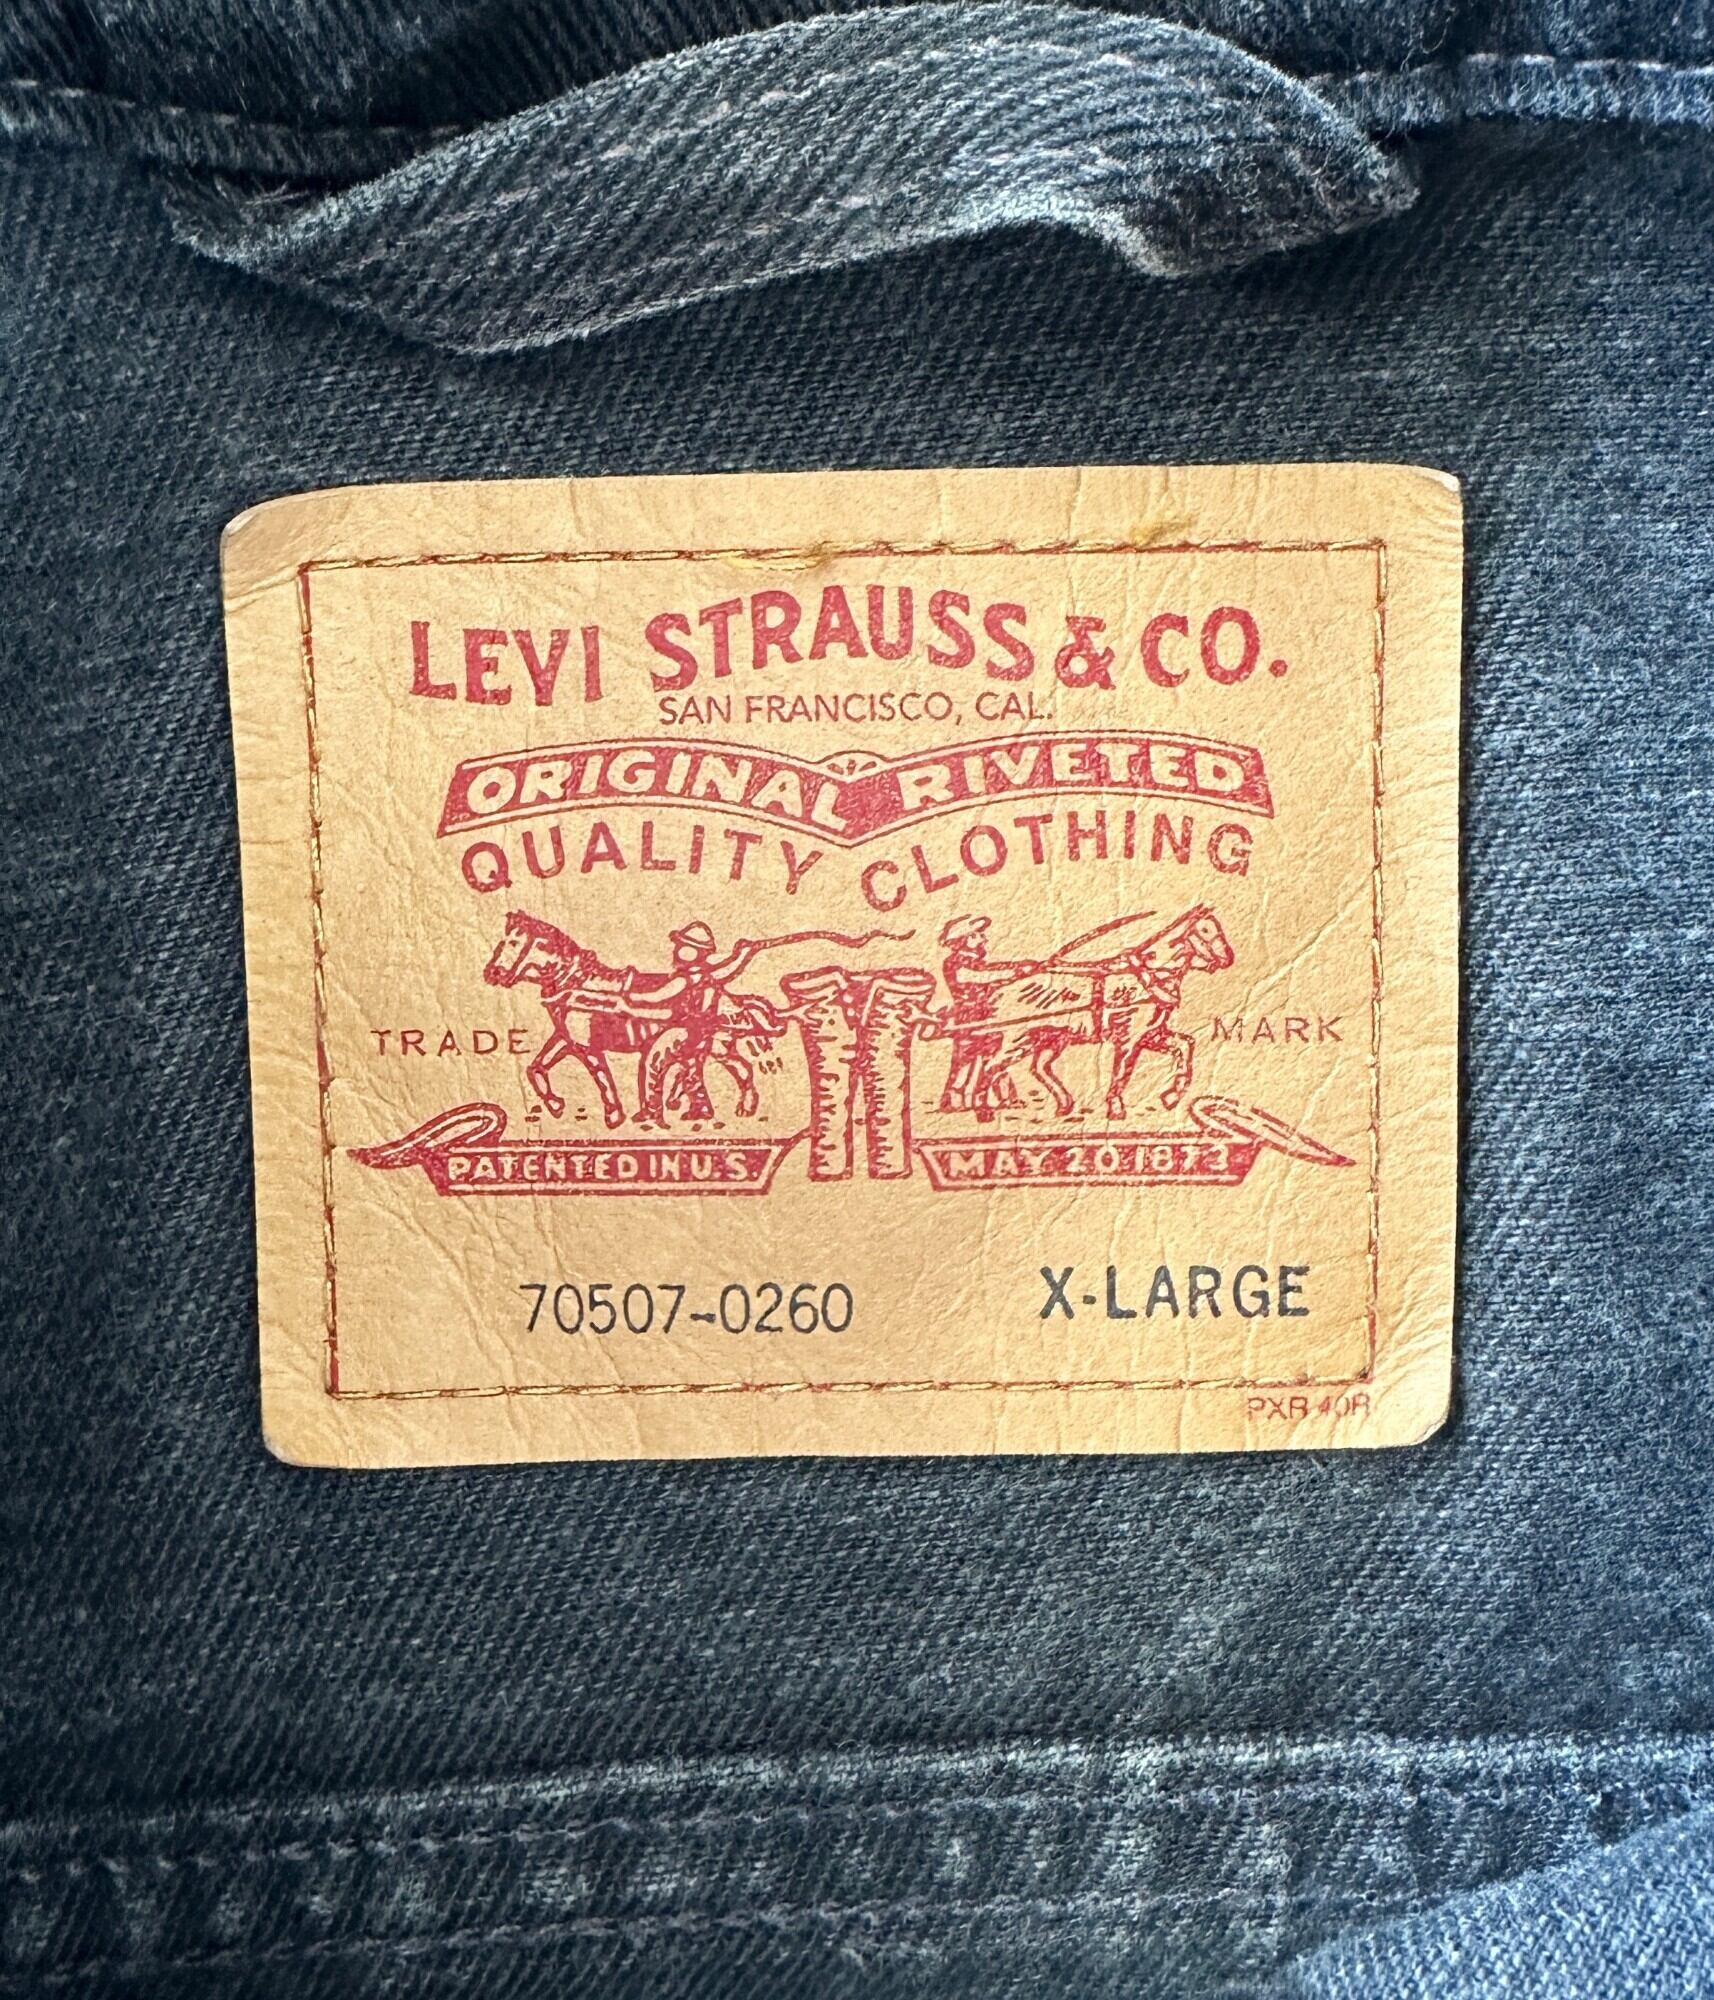 LEVI STRAUSS & CO.
SAN FRANCISCO, CAL.
ORIGINAL RIVETED
QUALITY CLOTHING
TRADE MARK
PATENTED IN U.S. MAY 20 1873
70507-0260 X-LARGE